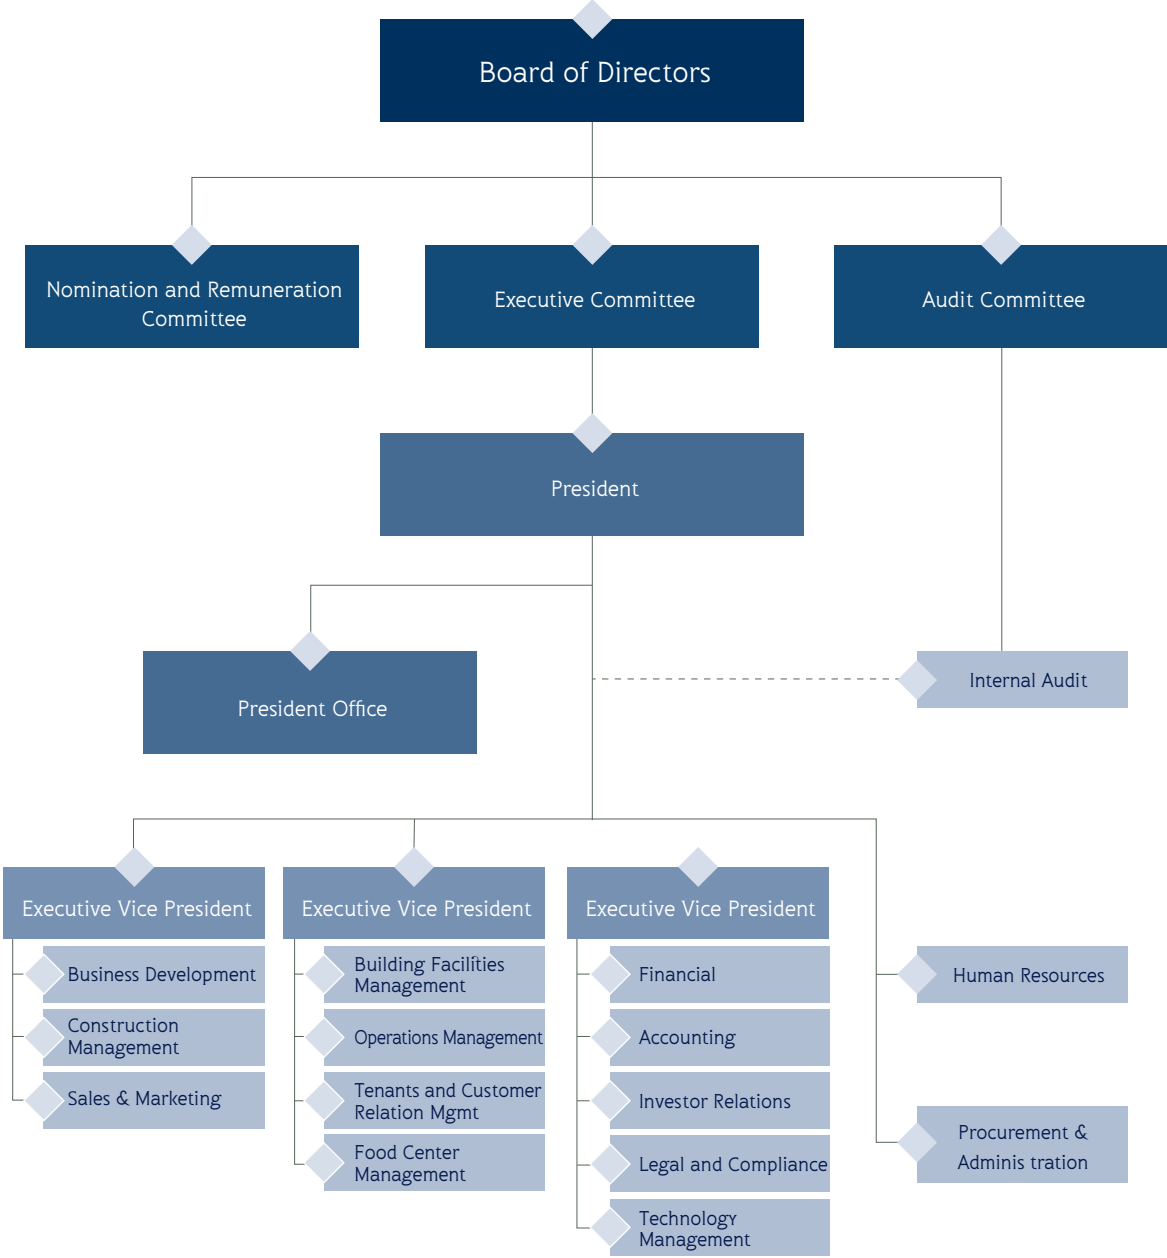 Board of Directors
Nomination and Remuneration
Committee
Executive Committee
Audit Committee
President
President Office
Internal Audit
Executive Vice President
Business Development
Construction
Management
Sales & Marketing
Executive Vice President
Building Facilities
Management
Operations Management
Tenants and Customer
Relation Mgmt
Food Center
Management
Executive Vice President
Financial
Accounting
Investor Relations
Legal and Compliance
Technology
Management
Human Resources
Procurement &
Adminis tration